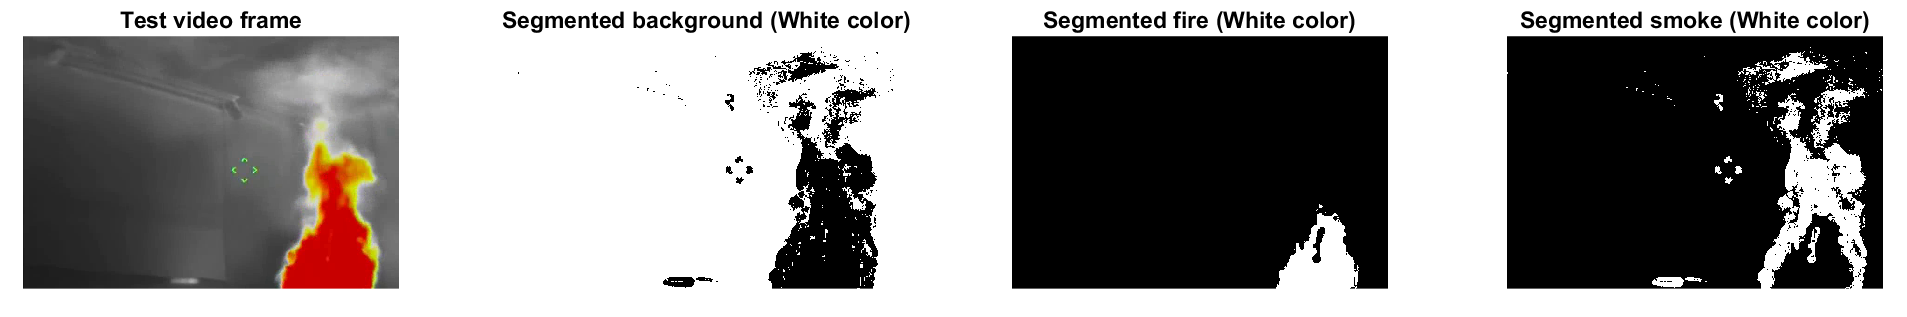 Test video frame
Segmented background (White color)
Segmented fire (White color)
Segmented smoke (White color)